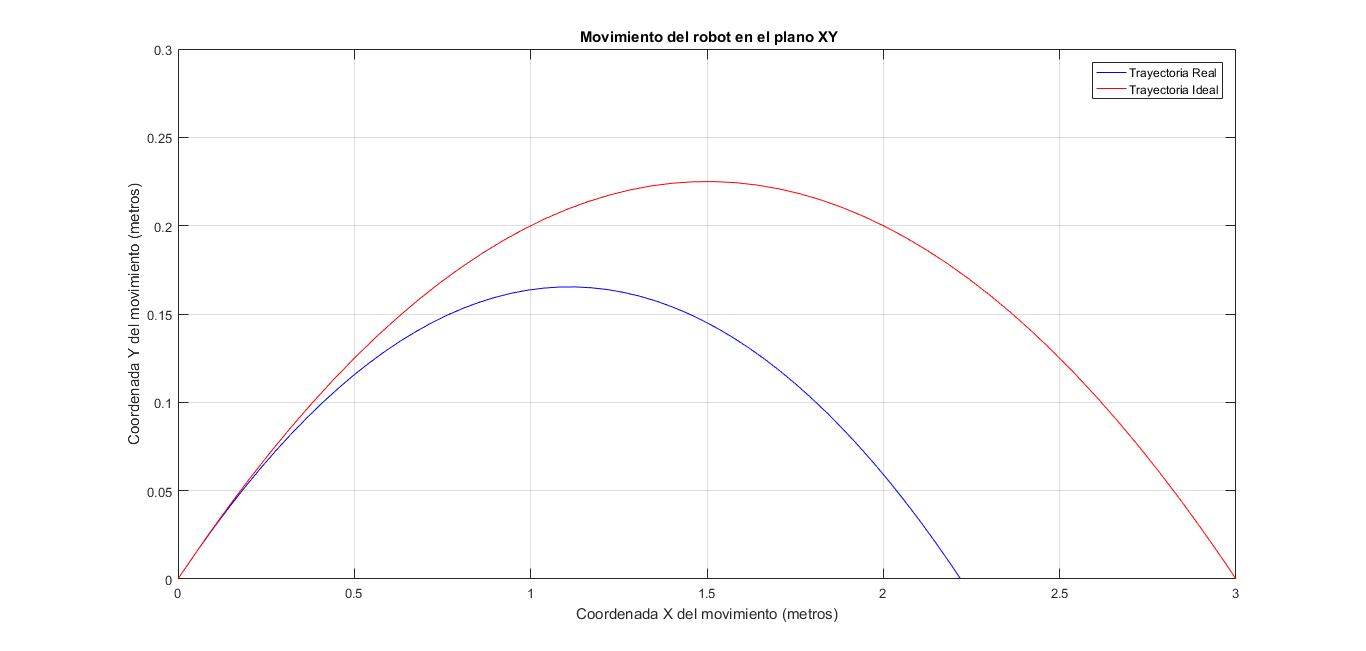 Movimiento del robot en el plano XY
Trayectoria Real
Trayectoria Ideal
Coordenada Y del movimiento (metros)
0.3
0.25
0.2
0.15
0.1
0.05
0
0 0.5 1 1.5 2 2.5 3
Coordenada X del movimiento (metros)